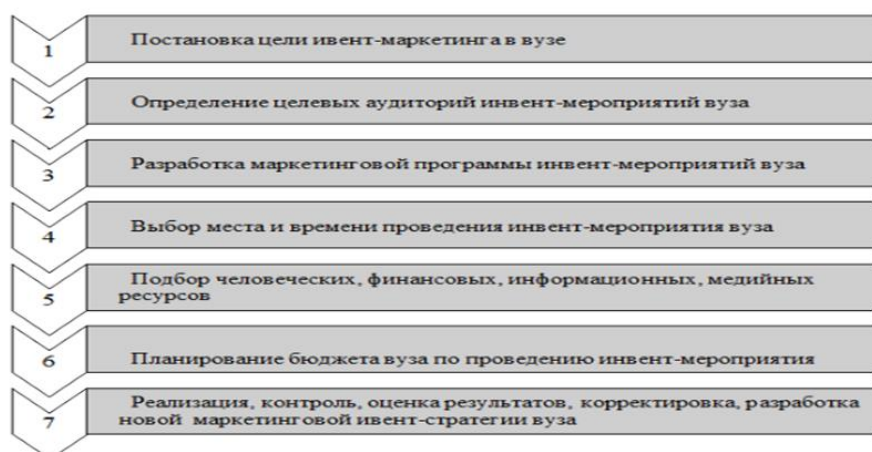 1 Постановка цели ивент-маркетинга в вузе
2 Определение целевых аудиторий инвент-мероприятий вуза
3 Разработка маркетинговой программы инвент-мероприятий вуза
4 Выбор места и времени проведения инвент-мероприятия вуза
5 Подбор человеческих, финансовых, информационных, медийных
ресурсов
6 Планирование бюджета вуза по проведению инвент-мероприятия
7 Реализация, контроль, оценка результатов, корректировка, разработка
новой маркетинговой ивент-стратегии вуза